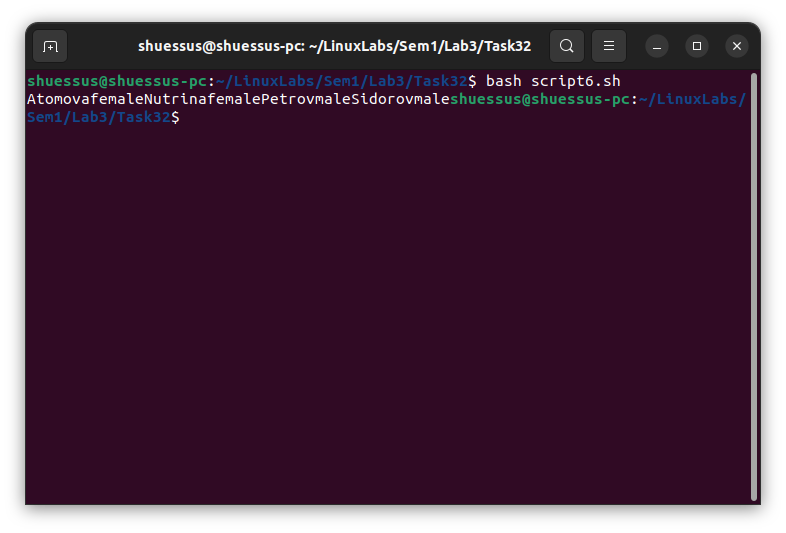 shuessus@shuessus-pc: ~/LinuxLabs/Sem1/Lab3/Task32
shuessus@shuessus-pc:~/LinuxLabs/Sem1/Lab3/Task32$ bash script6.sh
AtomovafemaleNutrinafemalePetrovmaleSidorovmaleshuessus@shuessus-pc:~/LinuxLabs/
Sem1/Lab3/Task32$